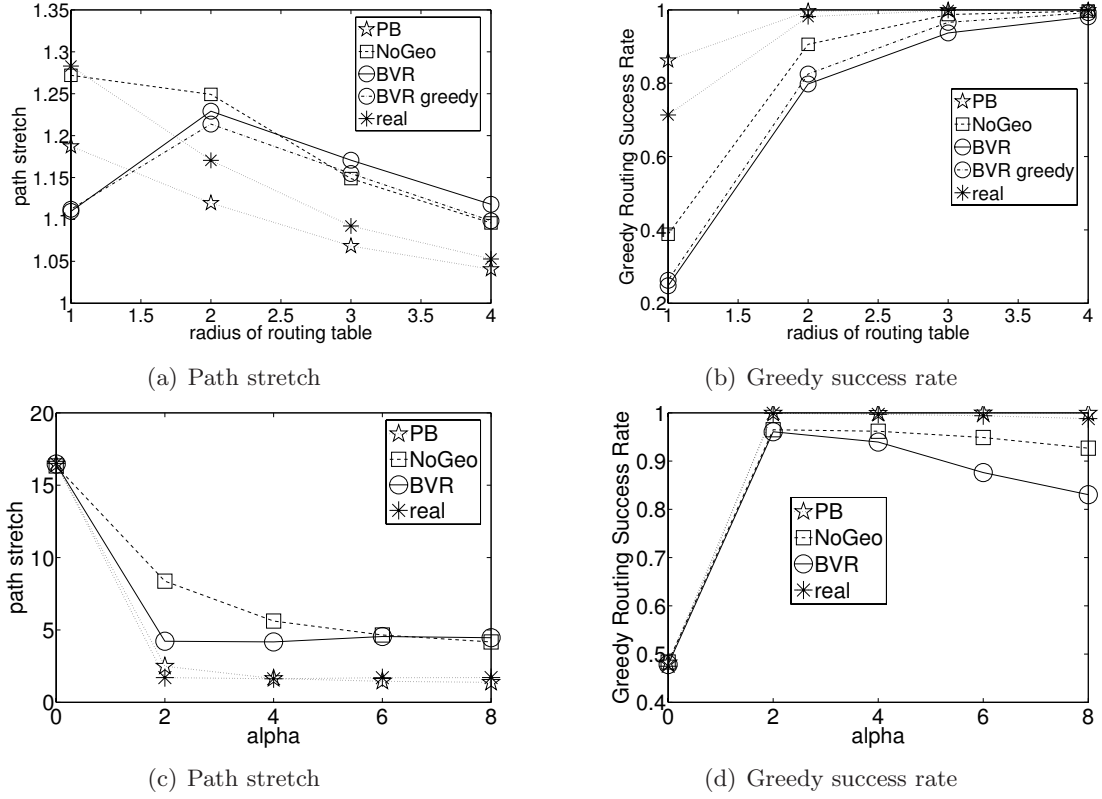 1.35
1.3
1.25
1.2
1.15
1.1
1.05
1
path stretch
PB
NoGeo
BVR
BVR greedy
real
1 1.5 2 2.5 3 3.5 4
radius of routing table
(a) Path stretch
1
0.8
0.6
0.4
0.2
Greedy Routing Success Rate
PB
NoGeo
BVR
BVR greedy
real
1 1.5 2 2.5 3 3.5 4
radius of routing table
(b) Greedy success rate
20
15
10
5
0
path stretch
PB
NoGeo
BVR
real
0 2 4 6 8
alpha
(c) Path stretch
1
0.9
0.8
0.7
0.6
0.5
0.4
Greedy Routing Success Rate
PB
NoGeo
BVR
real
0 2 4 6 8
alpha
(d) Greedy success rate